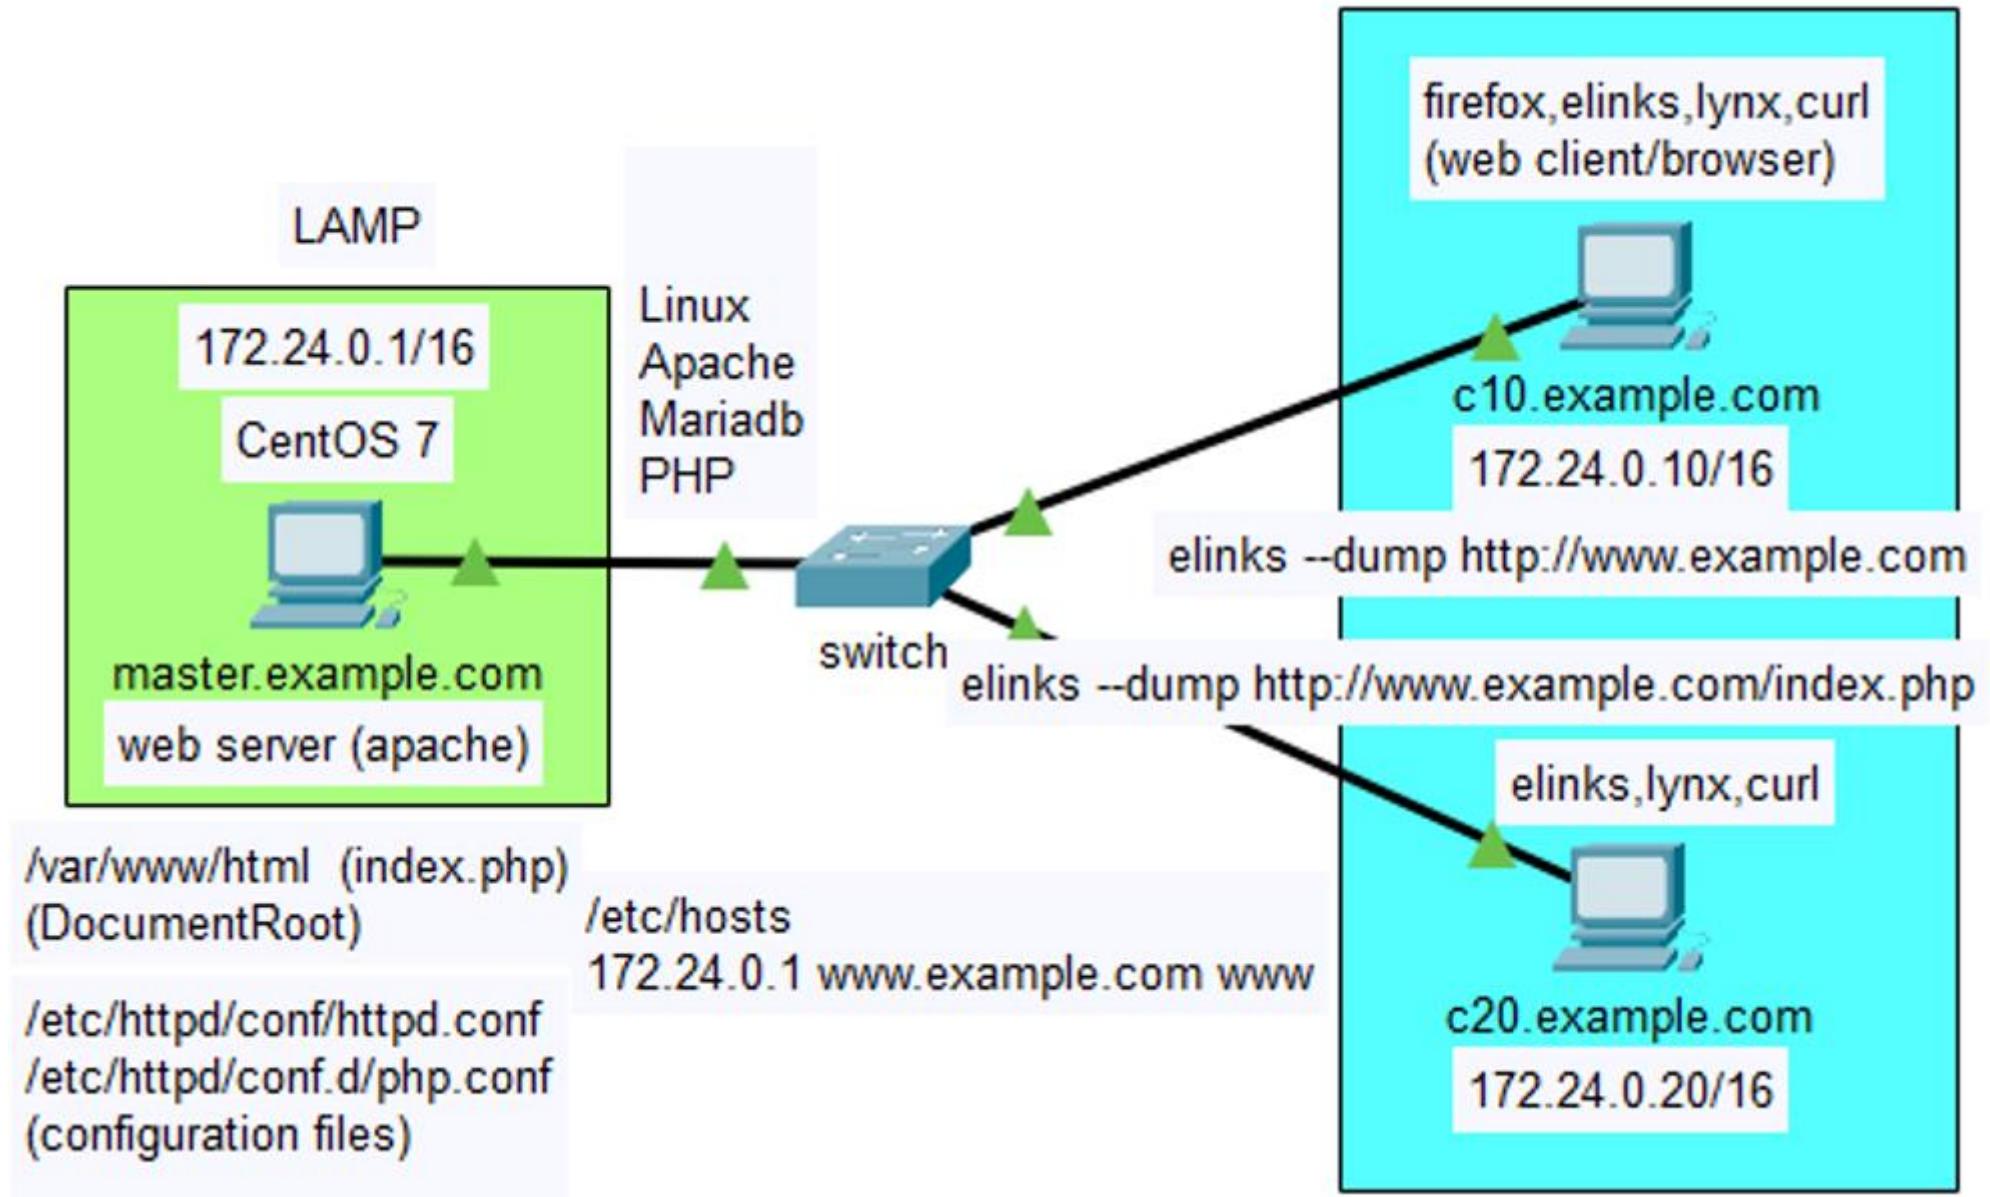 LAMP
172.24.0.1/16
CentOS 7
master.example.com
web server (apache)
/var/www/html  (index.php)
(DocumentRoot)
/etc/httpd/conf/httpd.conf
/etc/httpd/conf.d/php.conf
(configuration files)
Linux
Apache
Mariadb
PHP
switch
/etc/hosts
172.24.0.1 www.example.com www
firefox,elinks,lynx,curl
(web client/browser)
c10.example.com
172.24.0.10/16
elinks --dump http://www.example.com
elinks --dump http://www.example.com/index.php
elinks,lynx,curl
c20.example.com
172.24.0.20/16